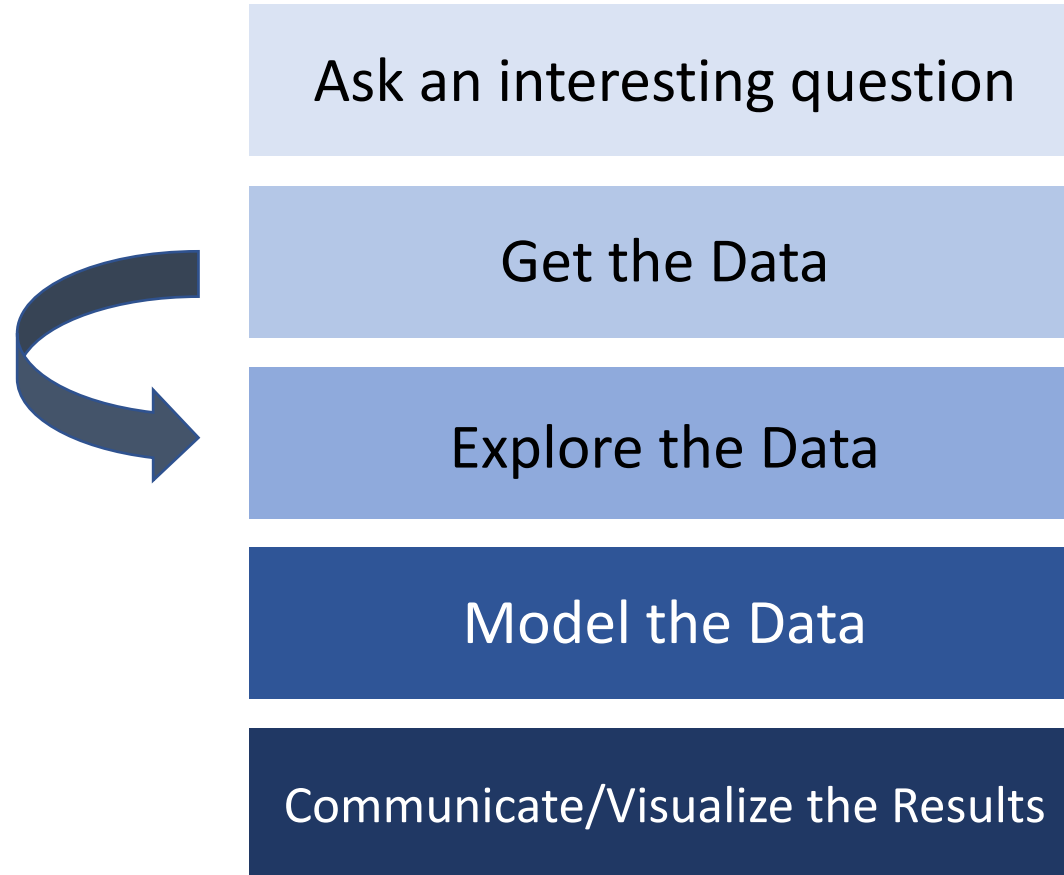 Ask an interesting question
Get the Data
Explore the Data
Model the Data
Communicate/Visualize the Results